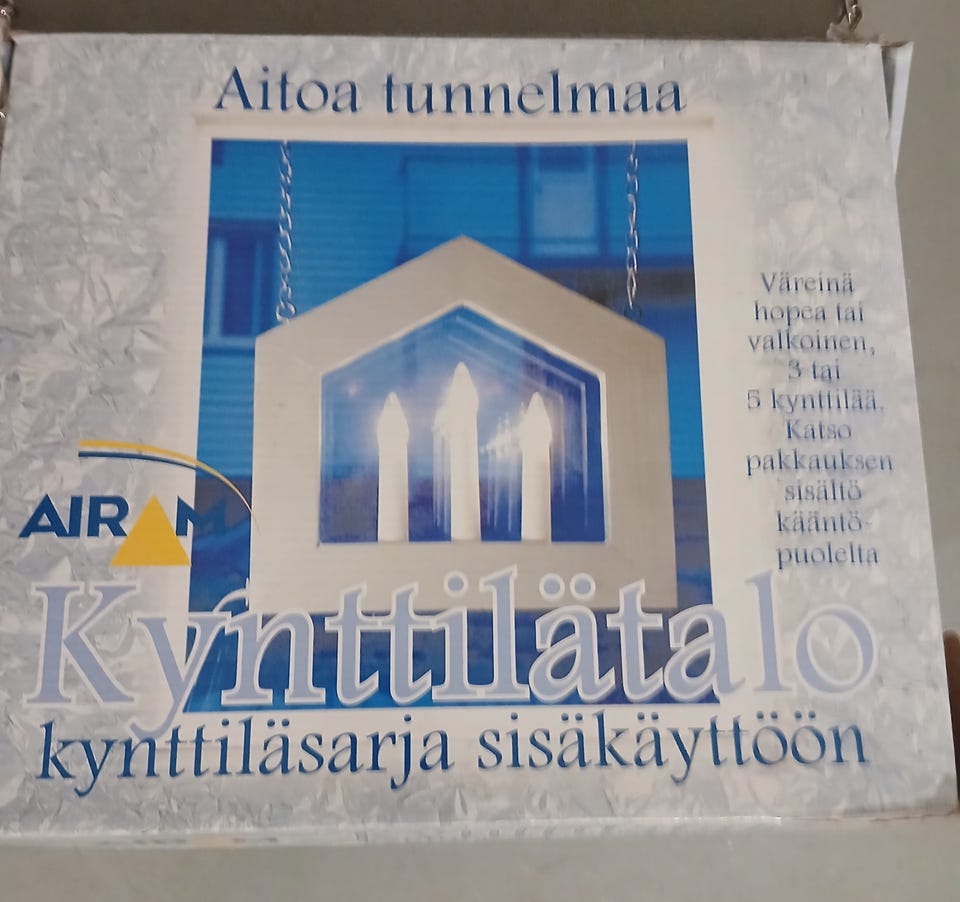 Aitoa tunnelmaa
Väreinä
hopea tai
valkoinen,
3 tai
5 kynttilää.
Katso
pakkauksen
sisältö
kääntö-
puolelta
AIRAM
Kynttilätalo
kynttiläsarja sisäkäyttöön